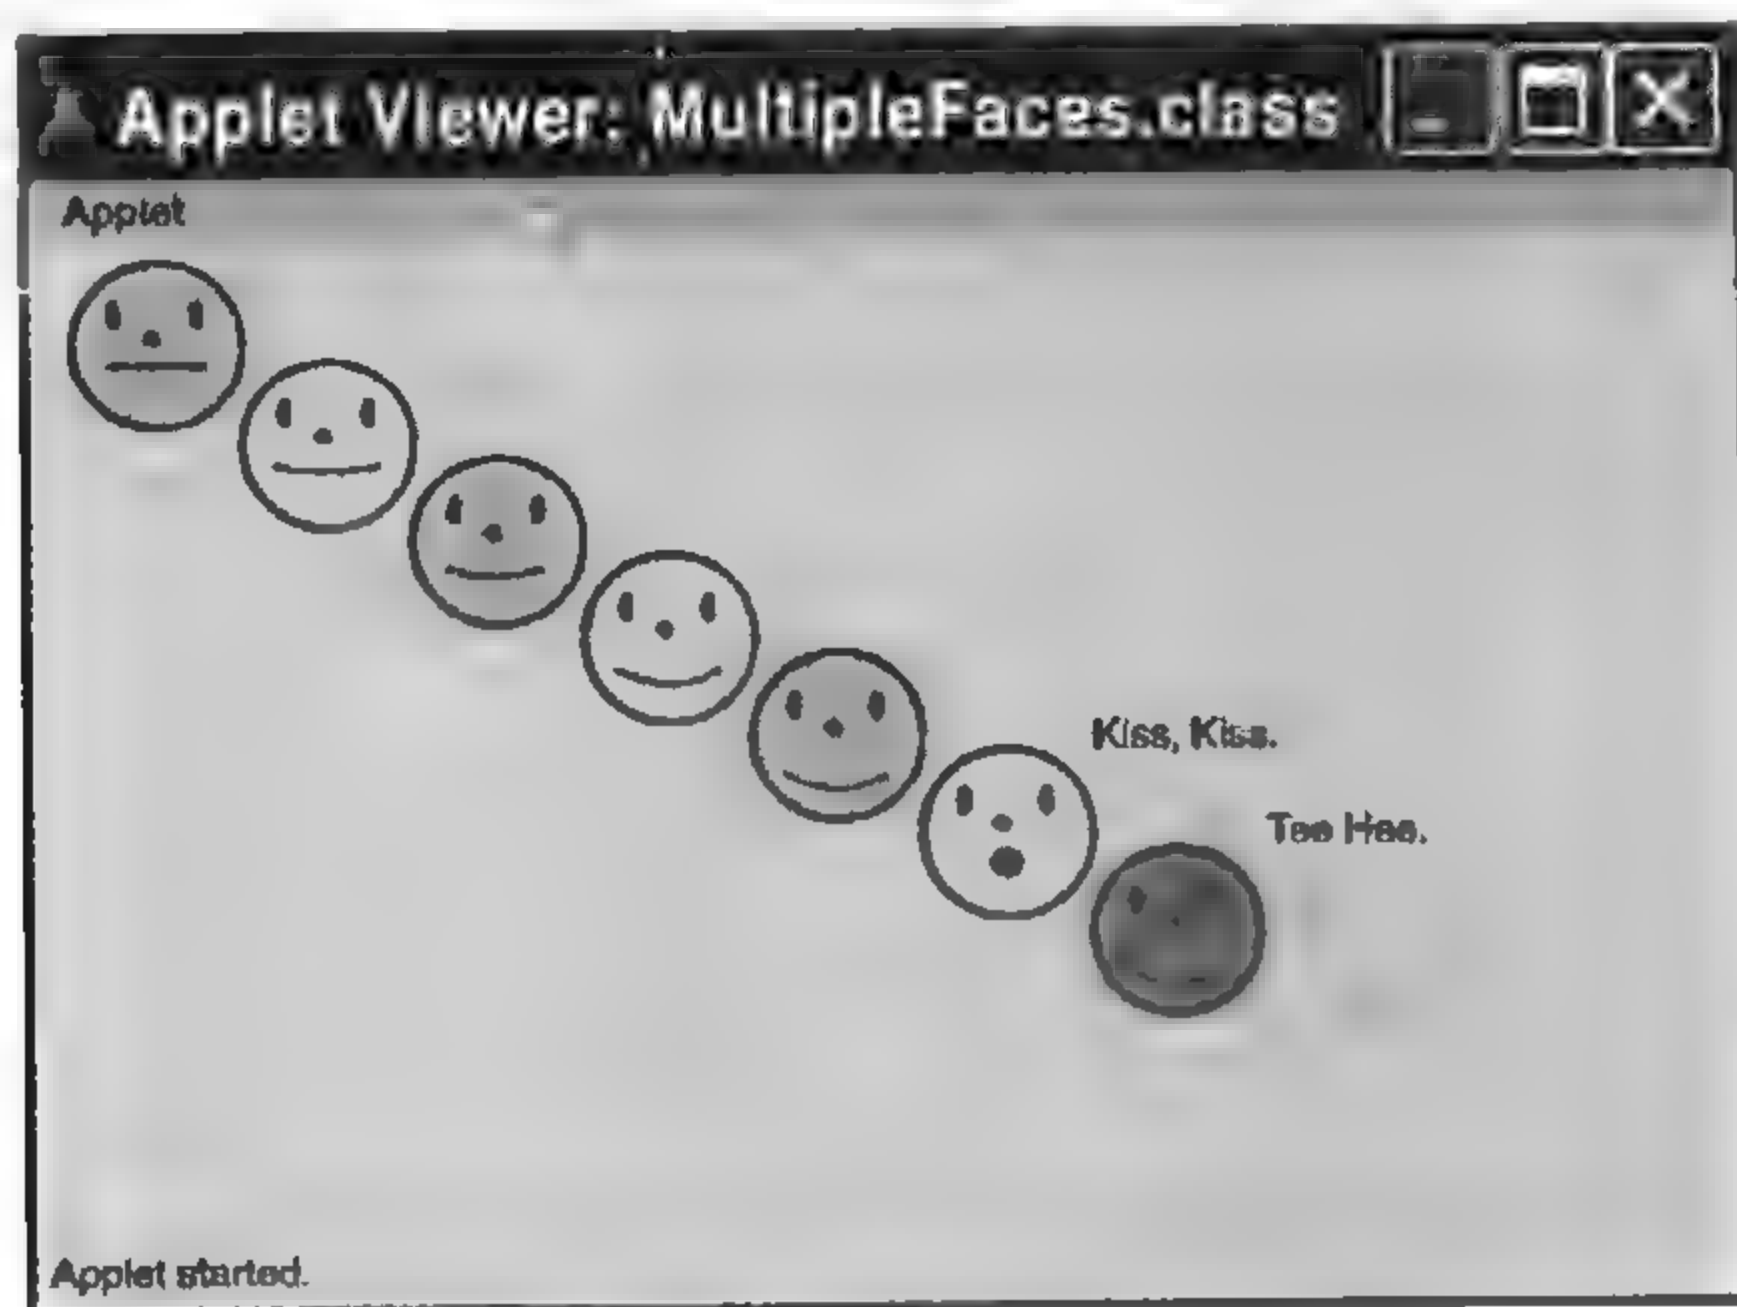 Applet Viewer: MultipleFaces.class
Applet
Kiss, Kiss.
Tee Hee.
Applet started.